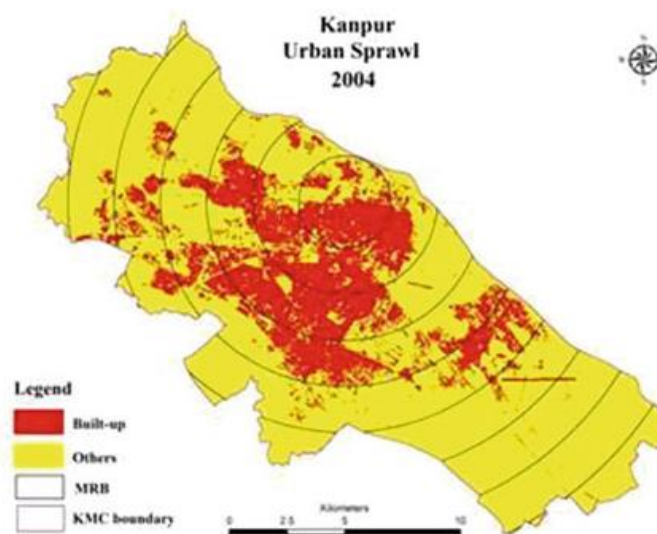 Kanpur
Urban Sprawl
2004
N
Legend
Built-up
Others
MRB
KMC boundary
Kilometers
0 2.5 5 10